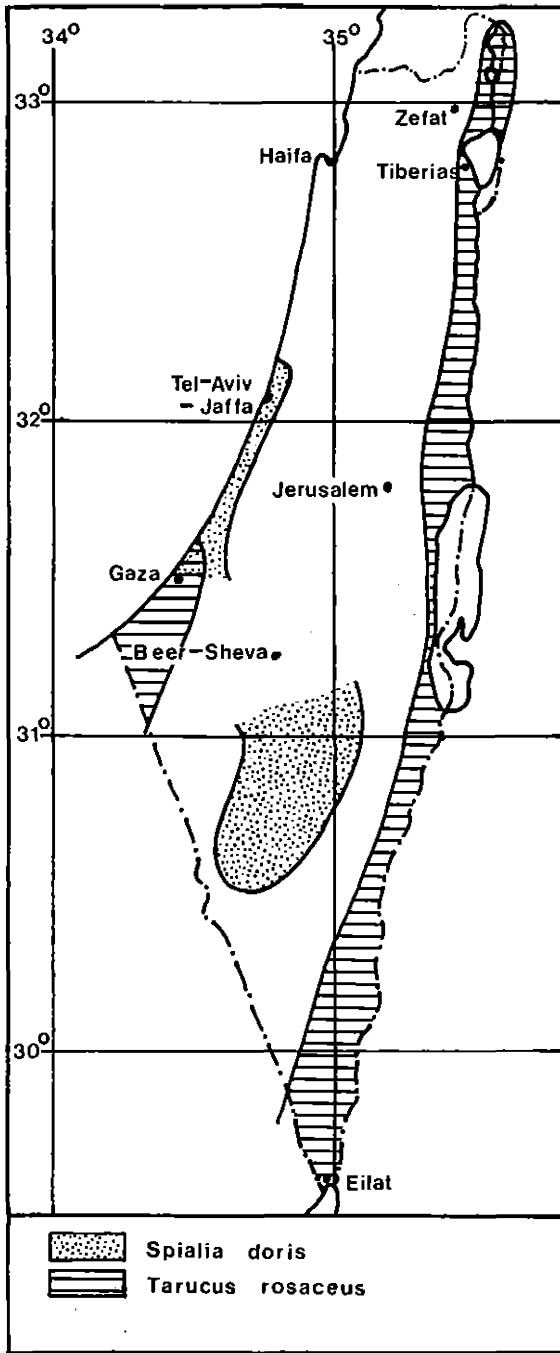 34° 35°
33°
Zefat
Haifa
Tiberias
Tel-Aviv
-Jaffa
32°
Jerusalem
Gaza
Beer-Sheva
31°
30°
Eilat
Spialia doris
Tarucus rosaceus